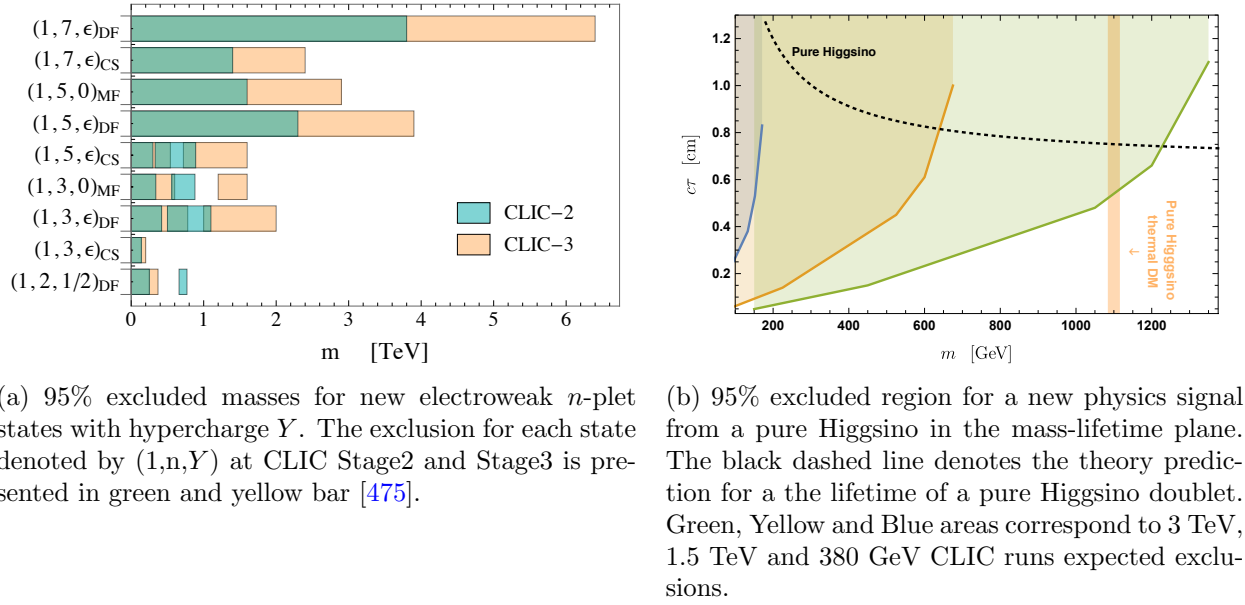 (1,7,ϵ)DF
(1,7,ϵ)CS
(1,5,0)MF
(1,5,ϵ)DF
(1,5,ϵ)CS
(1,3,0)MF
(1,3,ϵ)DF
(1,3,ϵ)CS
(1,2,1/2)DF
CLIC-2
CLIC-3
0 1 2 3 4 5 6
m [TeV]
(a) 95% excluded masses for new electroweak n-plet
states with hypercharge Y. The exclusion for each state
denoted by (1,n,Y) at CLIC Stage2 and Stage3 is pre-
sented in green and yellow bar [475].
1.2
1.0
0.8
0.6
0.4
0.2
cτ [cm]
Pure Higgsino
Pure Higggsino
thermal DM
↓
200 400 600 800 1000 1200
m [GeV]
(b) 95% excluded region for a new physics signal
from a pure Higgsino in the mass-lifetime plane.
The black dashed line denotes the theory predic-
tion for a the lifetime of a pure Higgsino doublet.
Green, Yellow and Blue areas correspond to 3 TeV,
1.5 TeV and 380 GeV CLIC runs expected exclu-
sions.